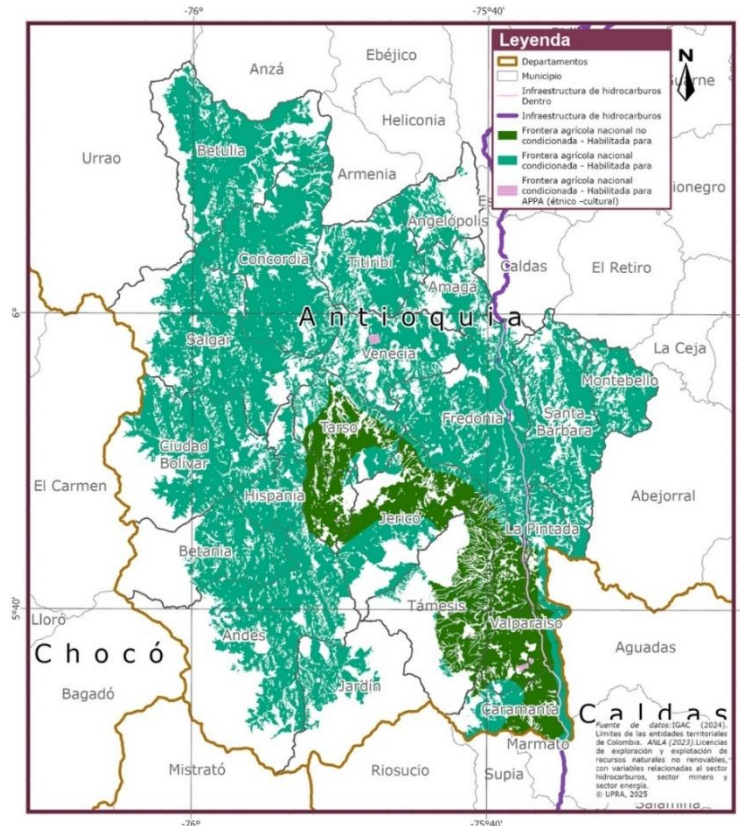 -76°
-75°40'
Leyenda
Departamentos
Municipio
Infraestructura de hidrocarburos
Dentro
Infraestructura de hidrocarburos
Frontera agrícola nacional no
condicionada - Habilitada para
Frontera agrícola nacional
condicionada - Habilitada para
Frontera agrícola nacional
condicionada - Habilitada para
APPA (étnico -cultural)
N
Anzá
Ebéjico
Heliconia
Urrao
Betulia
Armenia
Angelópolis
Concordia
Titiribí
Amagá
Caldas
El Retiro
6°
Antioquia
La Ceja
Salgar
Venecia
Montebello
Tarso
Fredonia
Santa
Bárbara
Ciudad
Bolívar
El Carmen
Hispania
Abejorral
Jericó
La Pintada
Betania
5°40'
Lloró
Támesis
Valparaíso
Chocó
Andes
Aguadas
Bagadó
Jardín
Caramanta
Caldas
Marmato
Mistrató
Riosucio
Supia
Fuente de datos: IGAC (2024).
Límites de las entidades territoriales
de Colombia. ANLA (2023).Licencias
de exploración y explotación de
recursos naturales no renovables,
con variables relacionadas al sector
hidrocarburos, sector minero y
sector energía.
© UPRA, 2025
Salamina
-76°
-75°40'